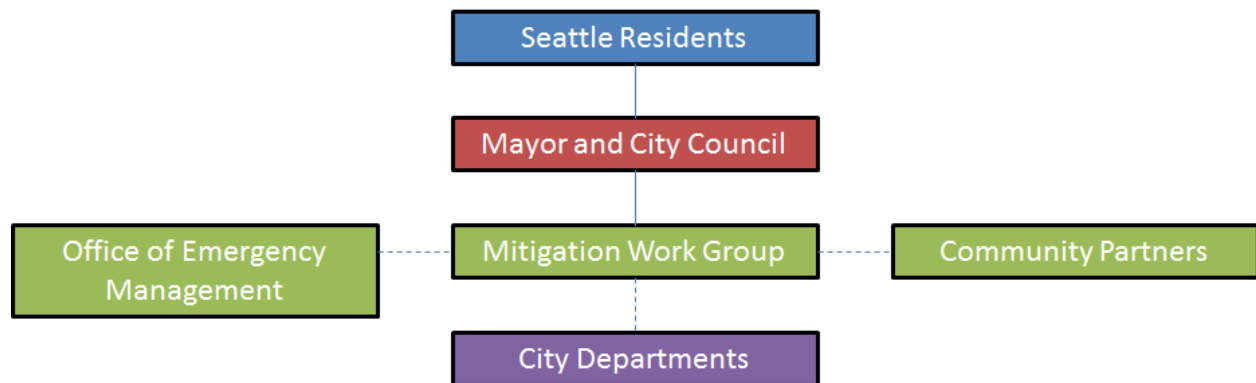 Seattle Residents
Mayor and City Council
Office of Emergency
Management
Mitigation Work Group
Community Partners
City Departments